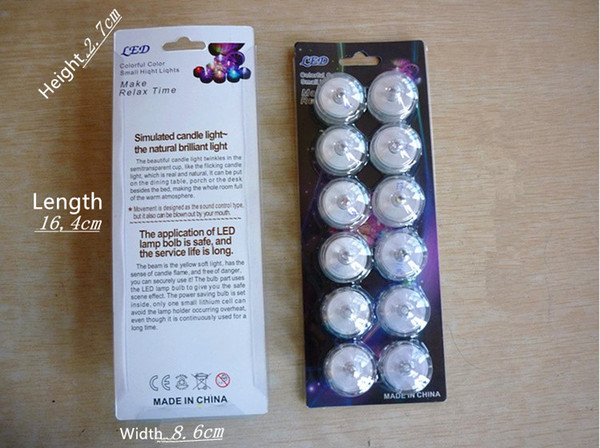 Height 2.7cm
LED
Colorful Color
Small Hight Lights
Make
Relax Time
Simulated candle light~
the natural brilliant light
The beautiful candle light twinkles in the
semitransparent cup, like the flicking candle
light, which is real and natural, it can be put
on the dining table, porch or the desk
besides the bed, making the whole room full
of the warm atmosphere.
★ Movement is designed as the sound control type,
but it also can be blown out by your mouth.
The application of LED
lamp bolb is safe, and the
the service life is long.
The beam is the yellow soft light, has the
sense of candle flame, and free of danger,
you can securely use it! The bulb part uses
the LED lamp bulb to give you the safe
scene effect. The power saving bulb is set
inside, only one small lithium cell can
avoid the lamp holder occurring overheat,
even though it is continuously used for a
long time.
CE
MADE IN CHINA
Length
16,4cm
Width 8.6cm
LED
Colorful
Small
MADE IN CHINA